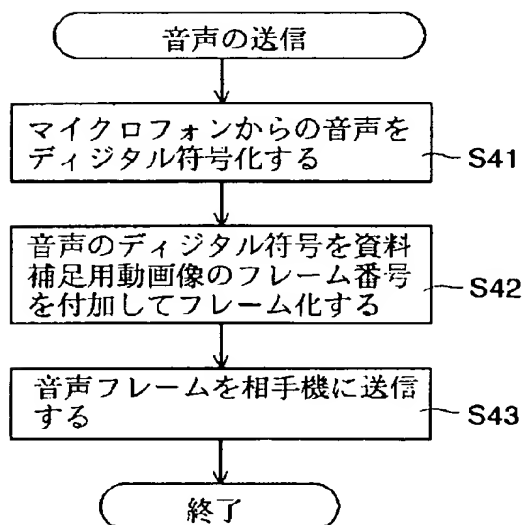 音声の送信
マイクロフォンからの音声を
ディジタル符号化する
S41
音声のディジタル符号を資料
補足用動画像のフレーム番号
を付加してフレーム化する
S42
音声フレームを相手機に送信
する
S43
終了